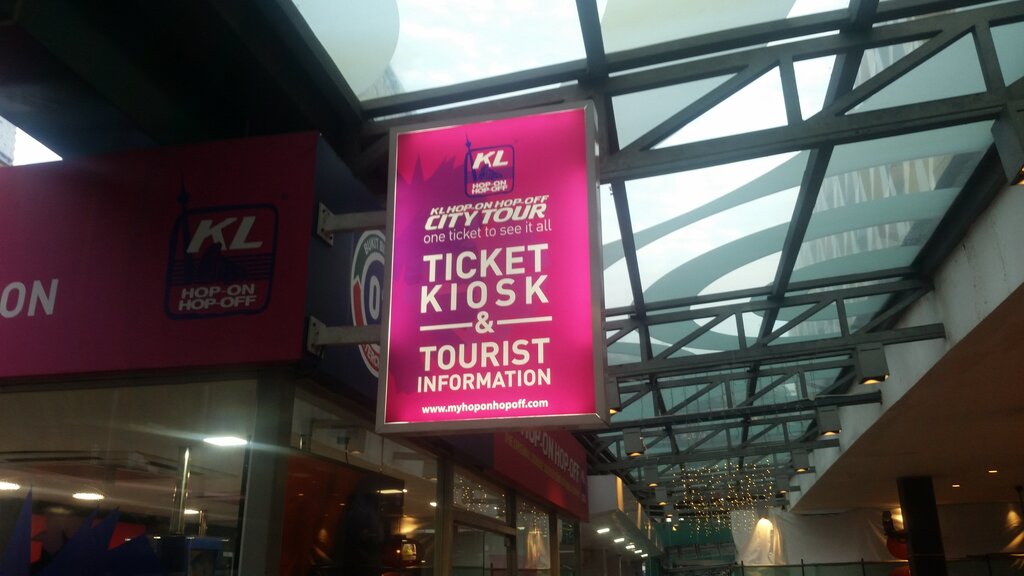 KL
HOP-ON
HOP-OFF
KL HOP-ON HOP-OFF
CITY TOUR
one ticket to see it all
TICKET
KIOSK
&
TOURIST
INFORMATION
www.myhoponhopoff.com
ON
KL
HOP-ON
HOP-OFF
HOP-ON HOP-OFF